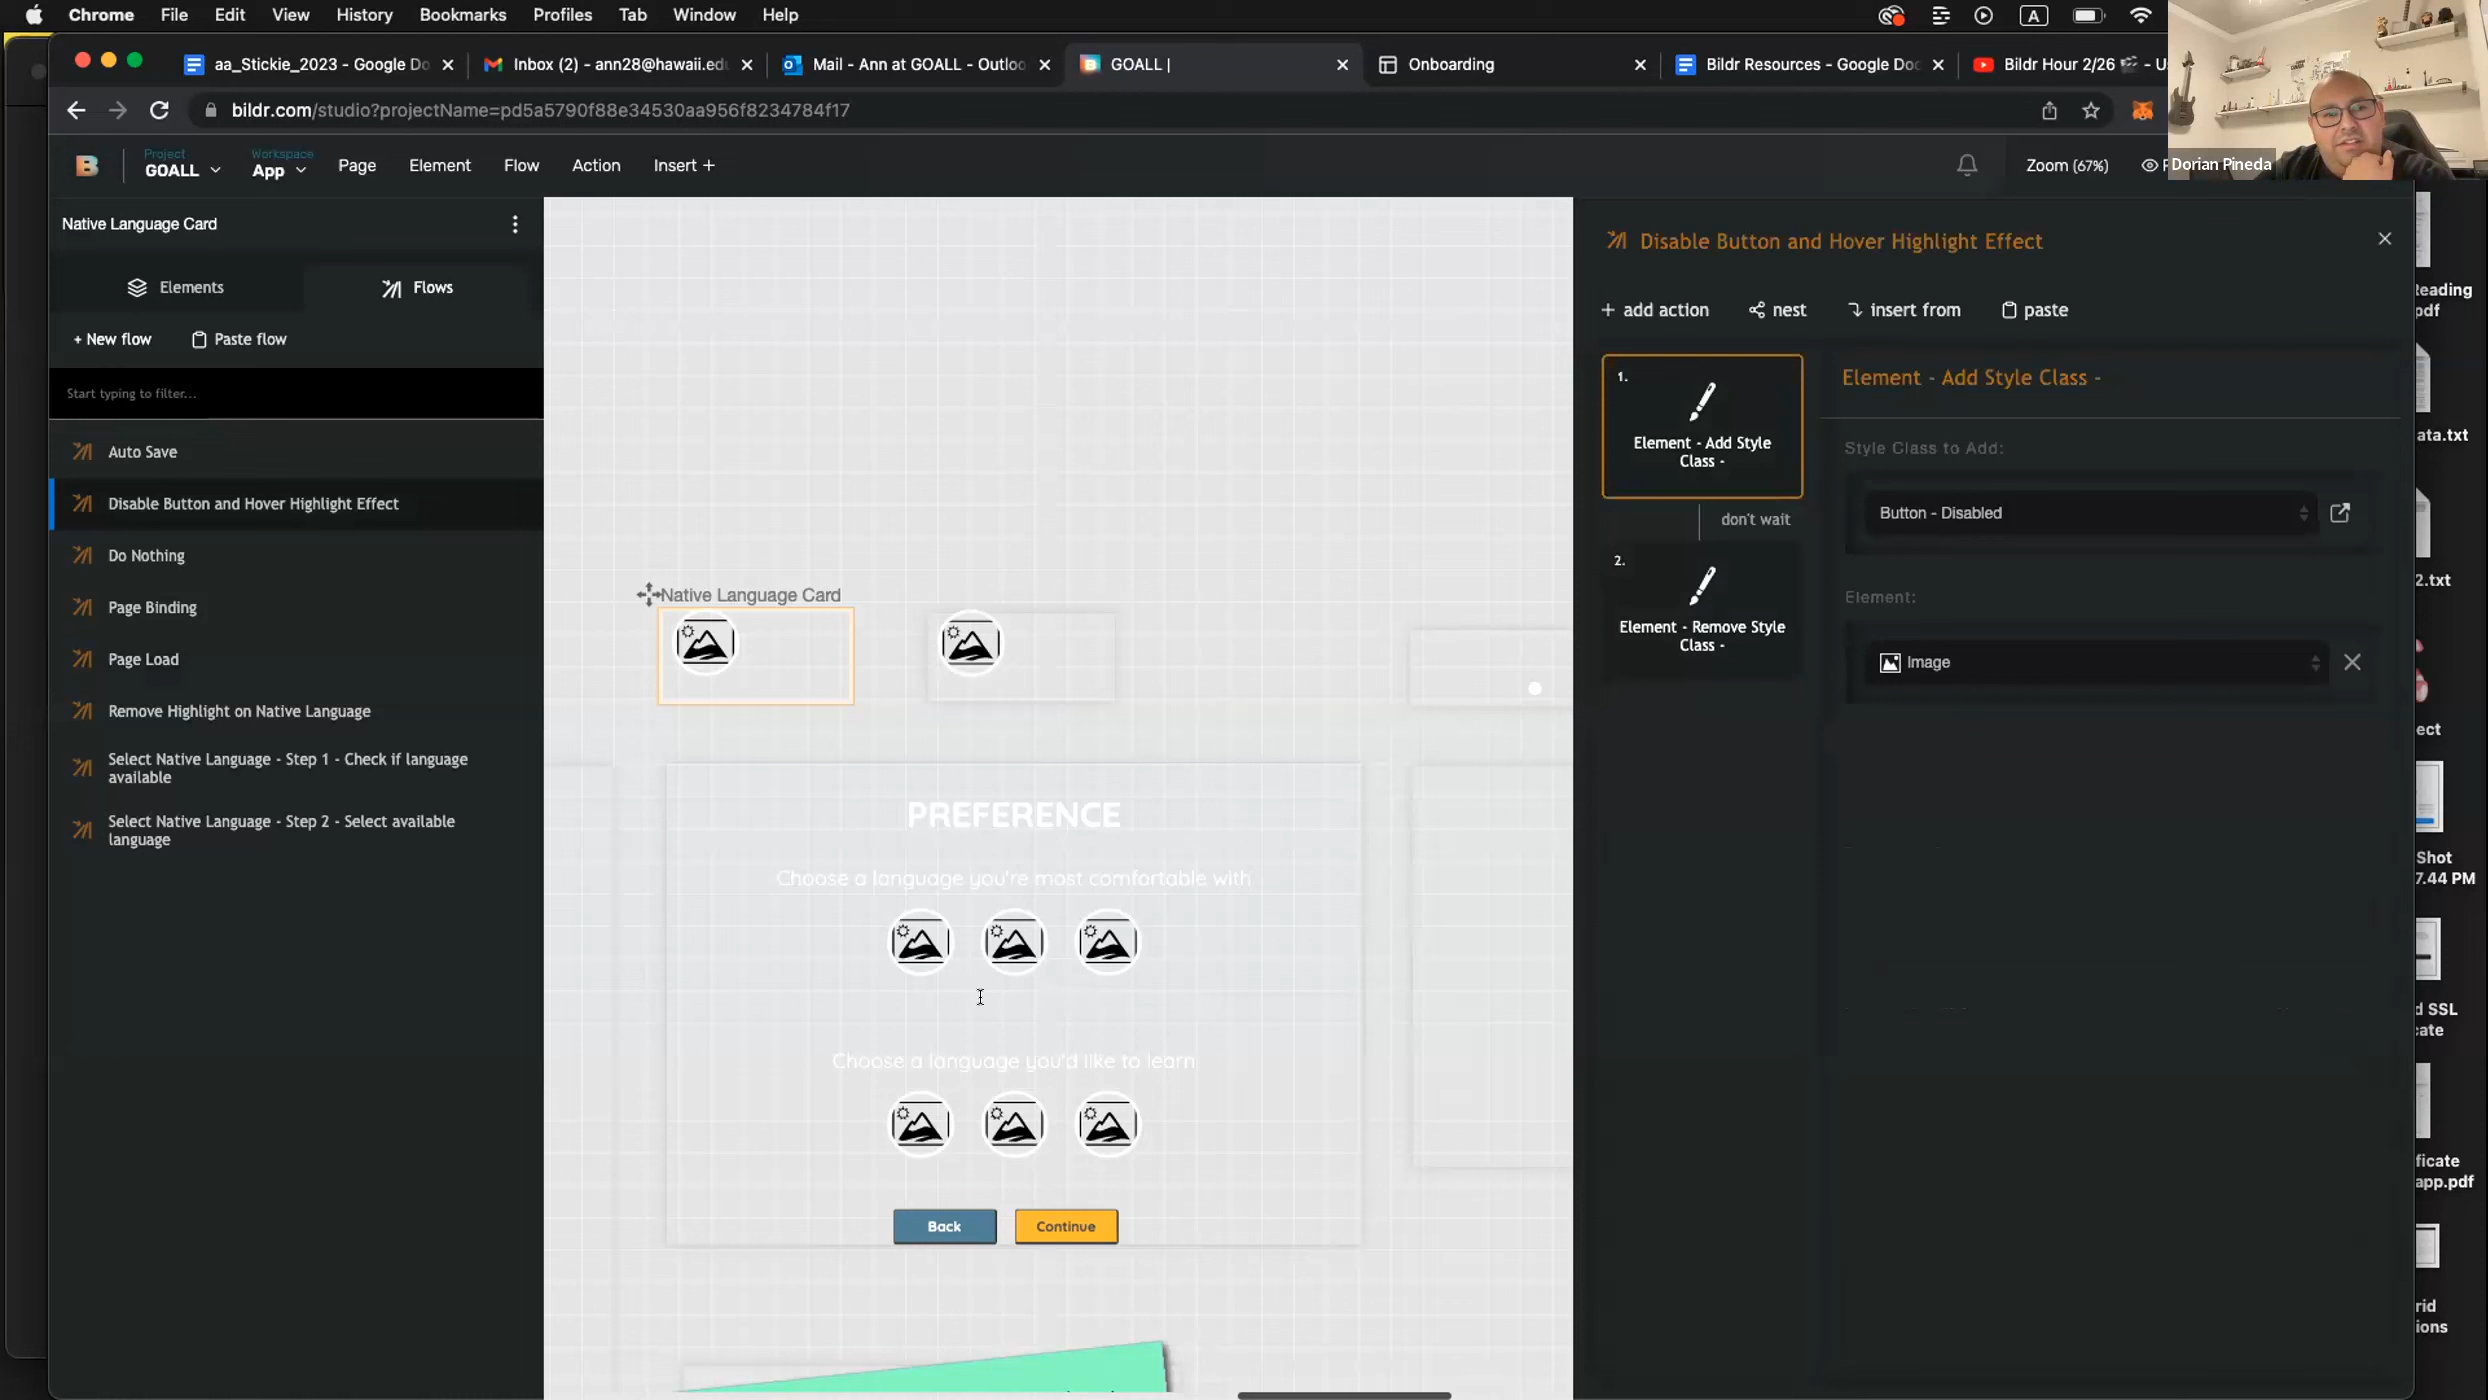 Chrome File Edit View History Bookmarks Profiles Tab Window Help
A
aa_Stickie_2023 - Google Do
Inbox (2) - ann28@hawaii.ed
Mail - Ann at GOALL - Outloo
GOALL |
Onboarding
Bildr Resources - Google Doc
Bildr Hour 2/26 🎬 - U
bildr.com/studio?projectName=pd5a5790f88e34530aa956f8234784f17
Dorian Pineda
B
Project
GOALL
Workspace
App
Page Element Flow Action Insert +
Zoom (67%)
Native Language Card
Elements
Flows
+ New flow
Paste flow
Start typing to filter...
Auto Save
Disable Button and Hover Highlight Effect
Do Nothing
Page Binding
Page Load
Remove Highlight on Native Language
Select Native Language - Step 1 - Check if language
available
Select Native Language - Step 2 - Select available
language
Native Language Card
PREFERENCE
Choose a language you're most comfortable with
Choose a language you'd like to learn
Back
Continue
Disable Button and Hover Highlight Effect
+ add action
nest
insert from
paste
1.
Element - Add Style
Class -
don't wait
2.
Element - Remove Style
Class -
Element - Add Style Class -
Style Class to Add:
Button - Disabled
Element:
Image
Reading
pdf
ata.txt
2.txt
ect
Shot
7.44 PM
d SSL
cate
ificate
app.pdf
rid
ions